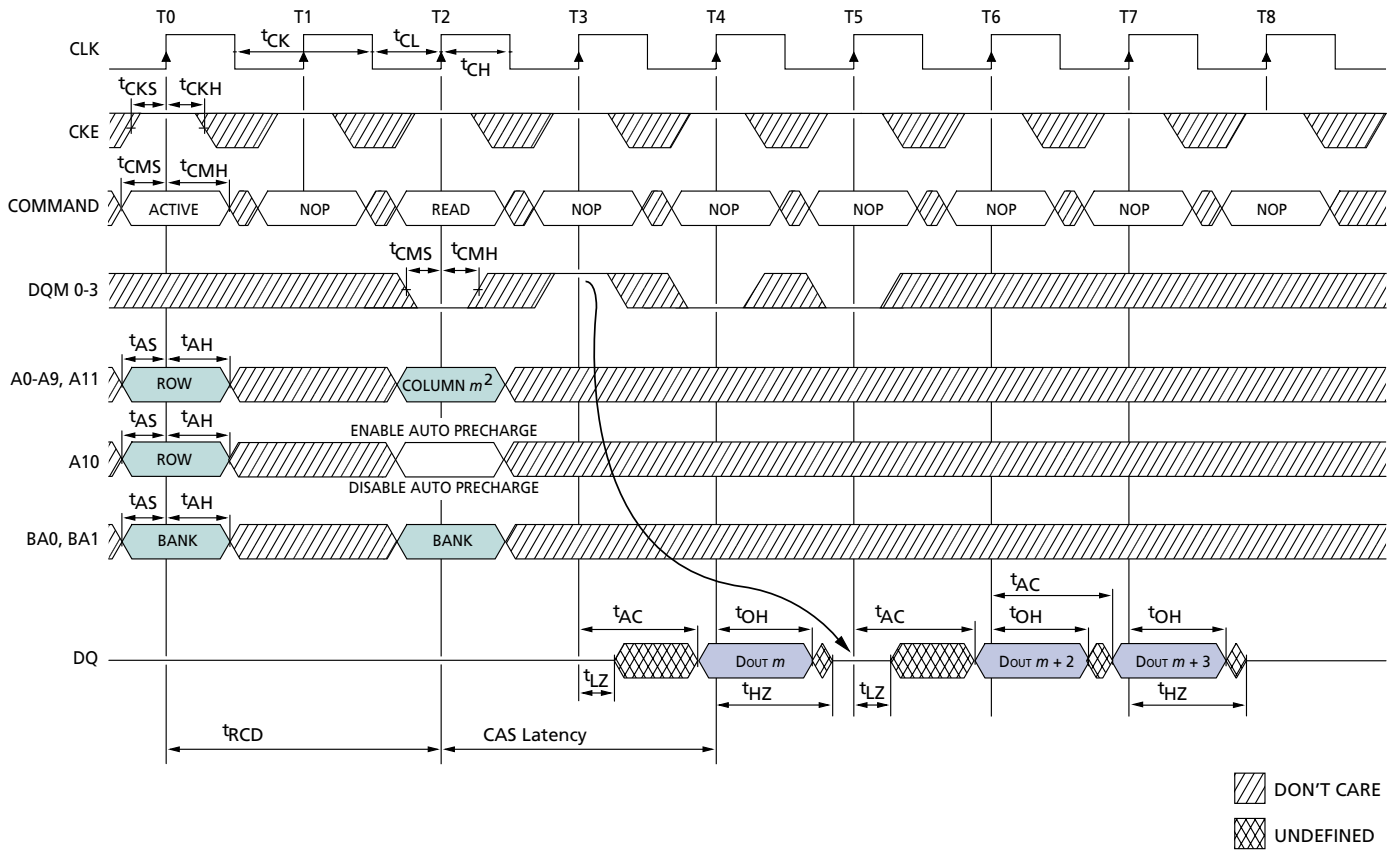 T0 T1 T2 T3 T4 T5 T6 T7 T8
CLK tCK tCL tCH
tCKS tCKH
CKE
tCMS tCMH
COMMAND ACTIVE NOP READ NOP NOP NOP NOP NOP NOP
tCMS tCMH
DQM 0-3
tAS tAH
A0-A9, A11 ROW COLUMN m2
tAS tAH ENABLE AUTO PRECHARGE
A10 ROW
DISABLE AUTO PRECHARGE
tAS tAH
BA0, BA1 BANK BANK
tAC
tAC tOH tAC tOH tOH
DQ DOUT m DOUT m + 2 DOUT m + 3
tLZ tHZ tLZ tHZ
tRCD CAS Latency
DON'T CARE
UNDEFINED